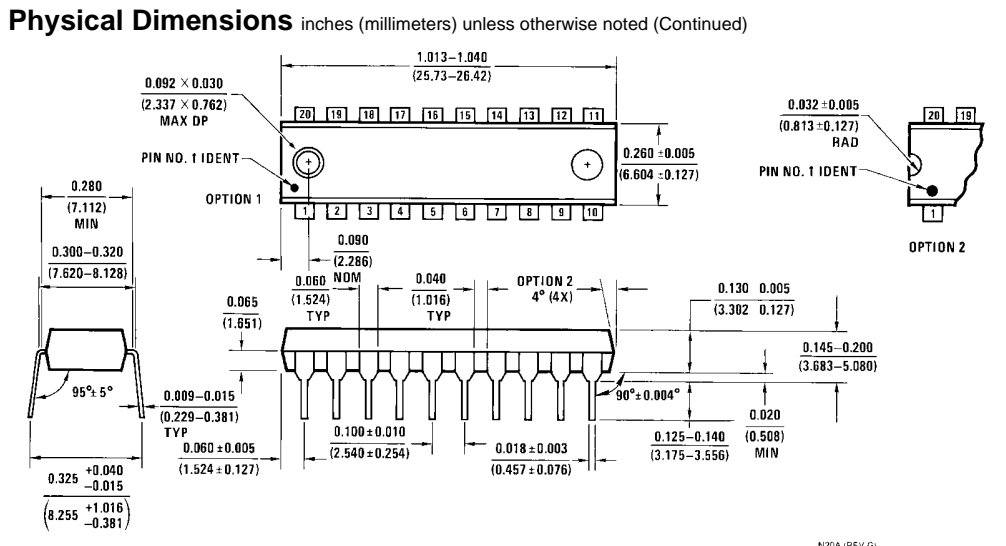 Physical Dimensions inches (millimeters) unless otherwise noted (Continued)
1.013–1.040
(25.73–26.42)
0.092 × 0.030
(2.337 × 0.762)
MAX DP
20 19 18 17 16 15 14 13 12 11
0.032 ±0.005
(0.813 ±0.127)
RAD
20 19
PIN NO. 1 IDENT
0.260 ±0.005
(6.604 ±0.127)
PIN NO. 1 IDENT
OPTION 1
1 2 3 4 5 6 7 8 9 10
1
OPTION 2
0.280
(7.112)
MIN
0.300–0.320
(7.620–8.128)
0.090
(2.286)
NOM
0.060
(1.524)
TYP
0.040
(1.016)
TYP
OPTION 2
4° (4X)
0.130 0.005
(3.302 0.127)
0.065
(1.651)
0.145–0.200
(3.683–5.080)
95°± 5°
0.009–0.015
(0.229–0.381)
TYP
90°±0.004°
0.020
(0.508)
MIN
0.125–0.140
(3.175–3.556)
0.100 ±0.010
(2.540 ±0.254)
0.018 ±0.003
(0.457 ±0.076)
0.060 ±0.005
(1.524 ±0.127)
0.325 +0.040
–0.015
(8.255 +1.016
–0.381)
N20A (REV G)